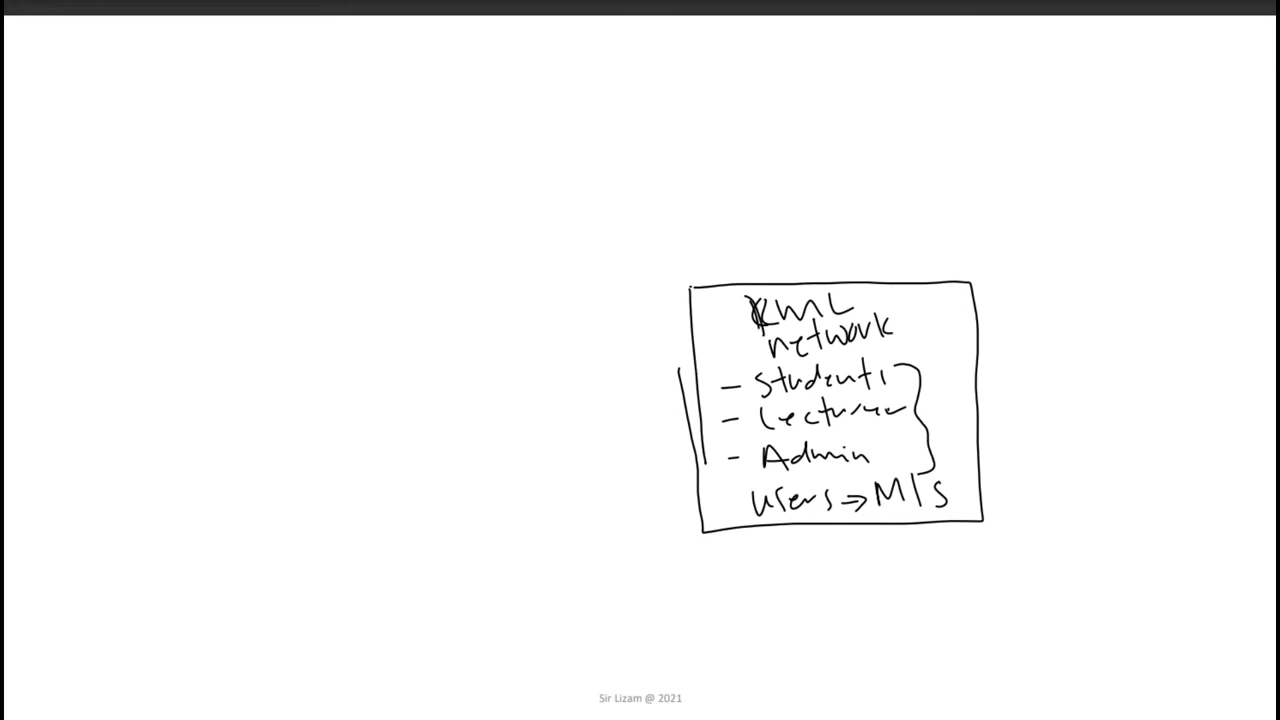 KML
network
- Students
- Lecturer
- Admin
Users => MIS
Sir Lizam @ 2021